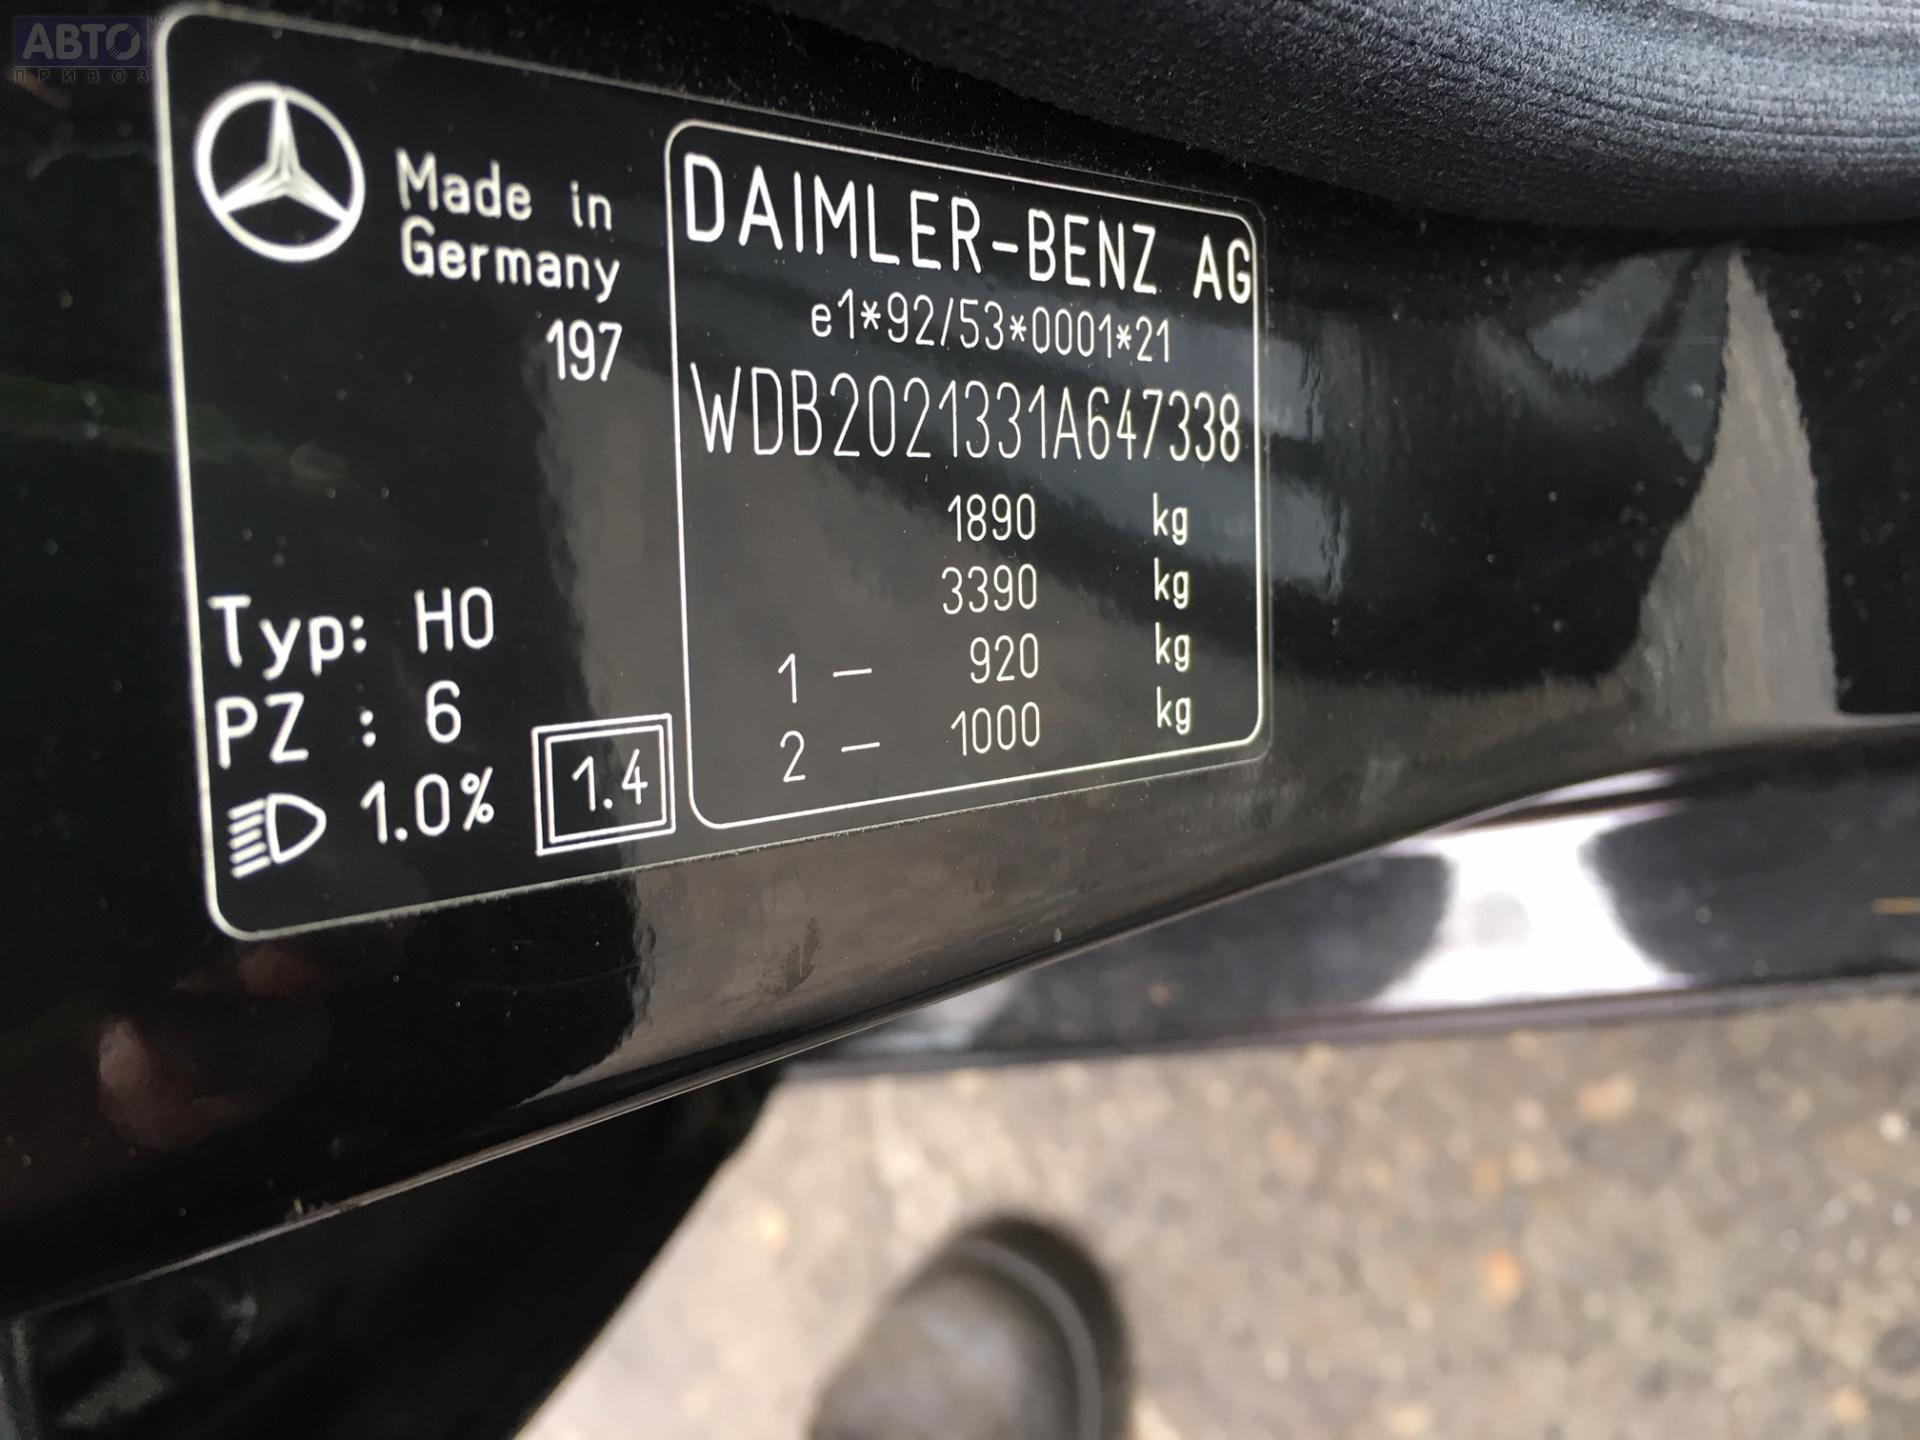 АВТО
ПРИВОЗ
Made in
Germany
197
Typ: HO
PZ : 6
1.0%
1.4
DAIMLER-BENZ AG
e1*92/53*0001*21
WDB2021331A647338
1890 kg
3390 kg
1 - 920 kg
2 - 1000 kg